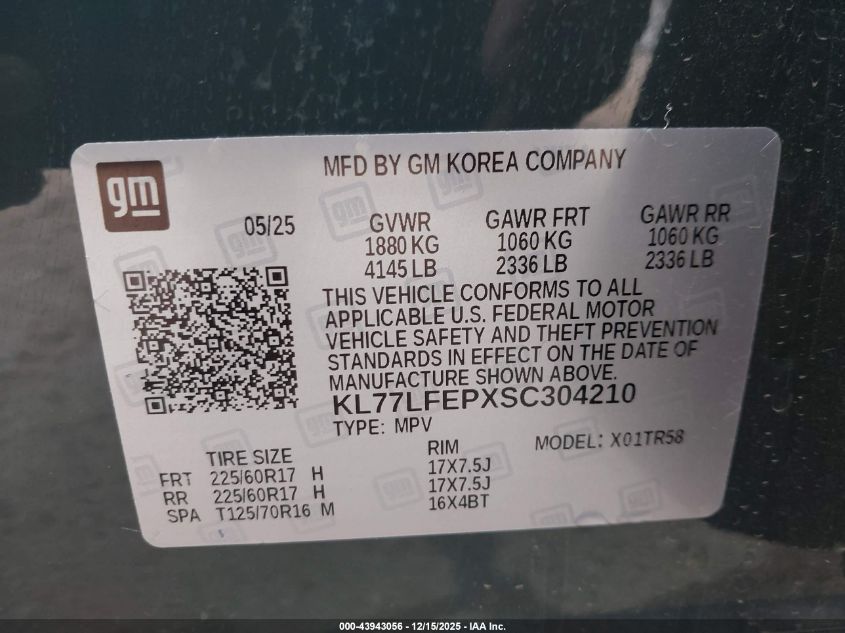 gm
MFD BY GM KOREA COMPANY
05/25
GVWR
1880 KG
4145 LB
GAWR FRT
1060 KG
2336 LB
GAWR RR
1060 KG
2336 LB
THIS VEHICLE CONFORMS TO ALL
APPLICABLE U.S. FEDERAL MOTOR
VEHICLE SAFETY AND THEFT PREVENTION
STANDARDS IN EFFECT ON THE DATE OF
MANUFACTURE SHOWN ABOVE.
KL77LFEPXSC304210
TYPE: MPV
MODEL: X01TR58
TIRE SIZE RIM
FRT 225/60R17 H 17X7.5J
RR 225/60R17 H 17X7.5J
SPA T125/70R16 M 16X4BT
000-43943056 - 12/15/2025 - IAA Inc.